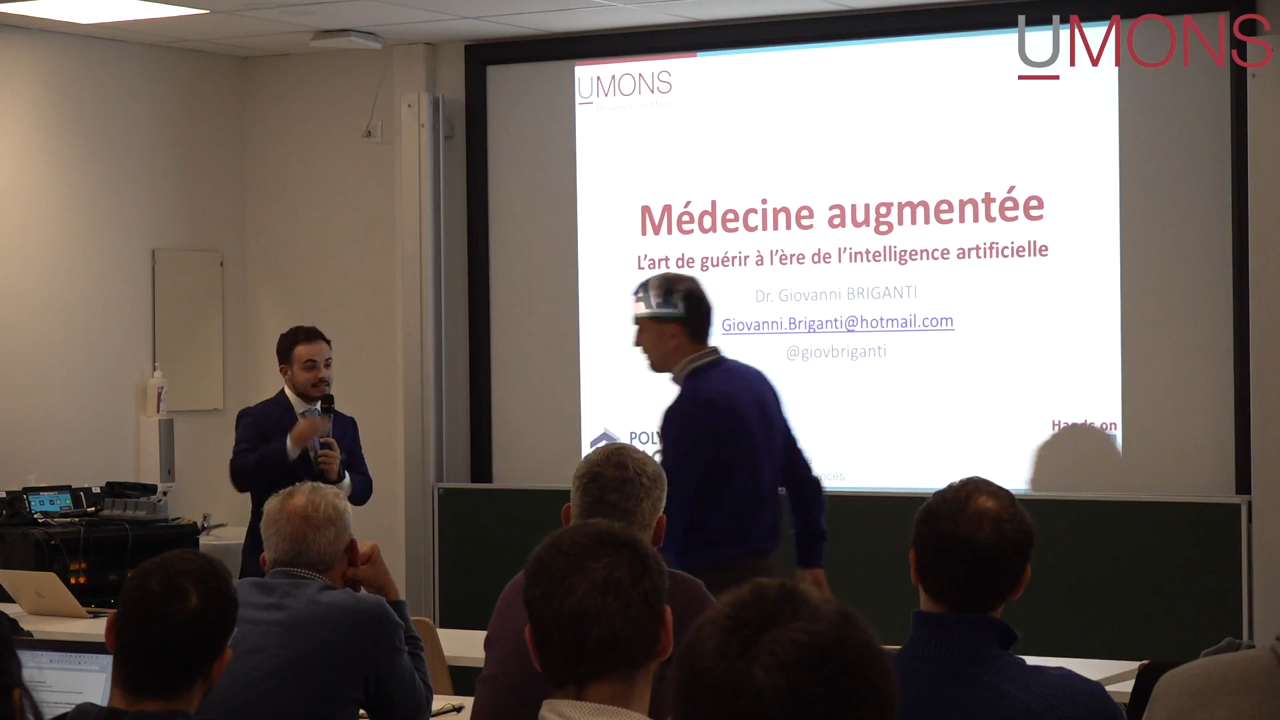 UMONS
UMONS
Médecine augmentée
L'art de guérir à l'ère de l'intelligence artificielle
Dr. Giovanni BRIGANTI
Giovanni.Briganti@hotmail.com
@giovbriganti
Hands on
POLY